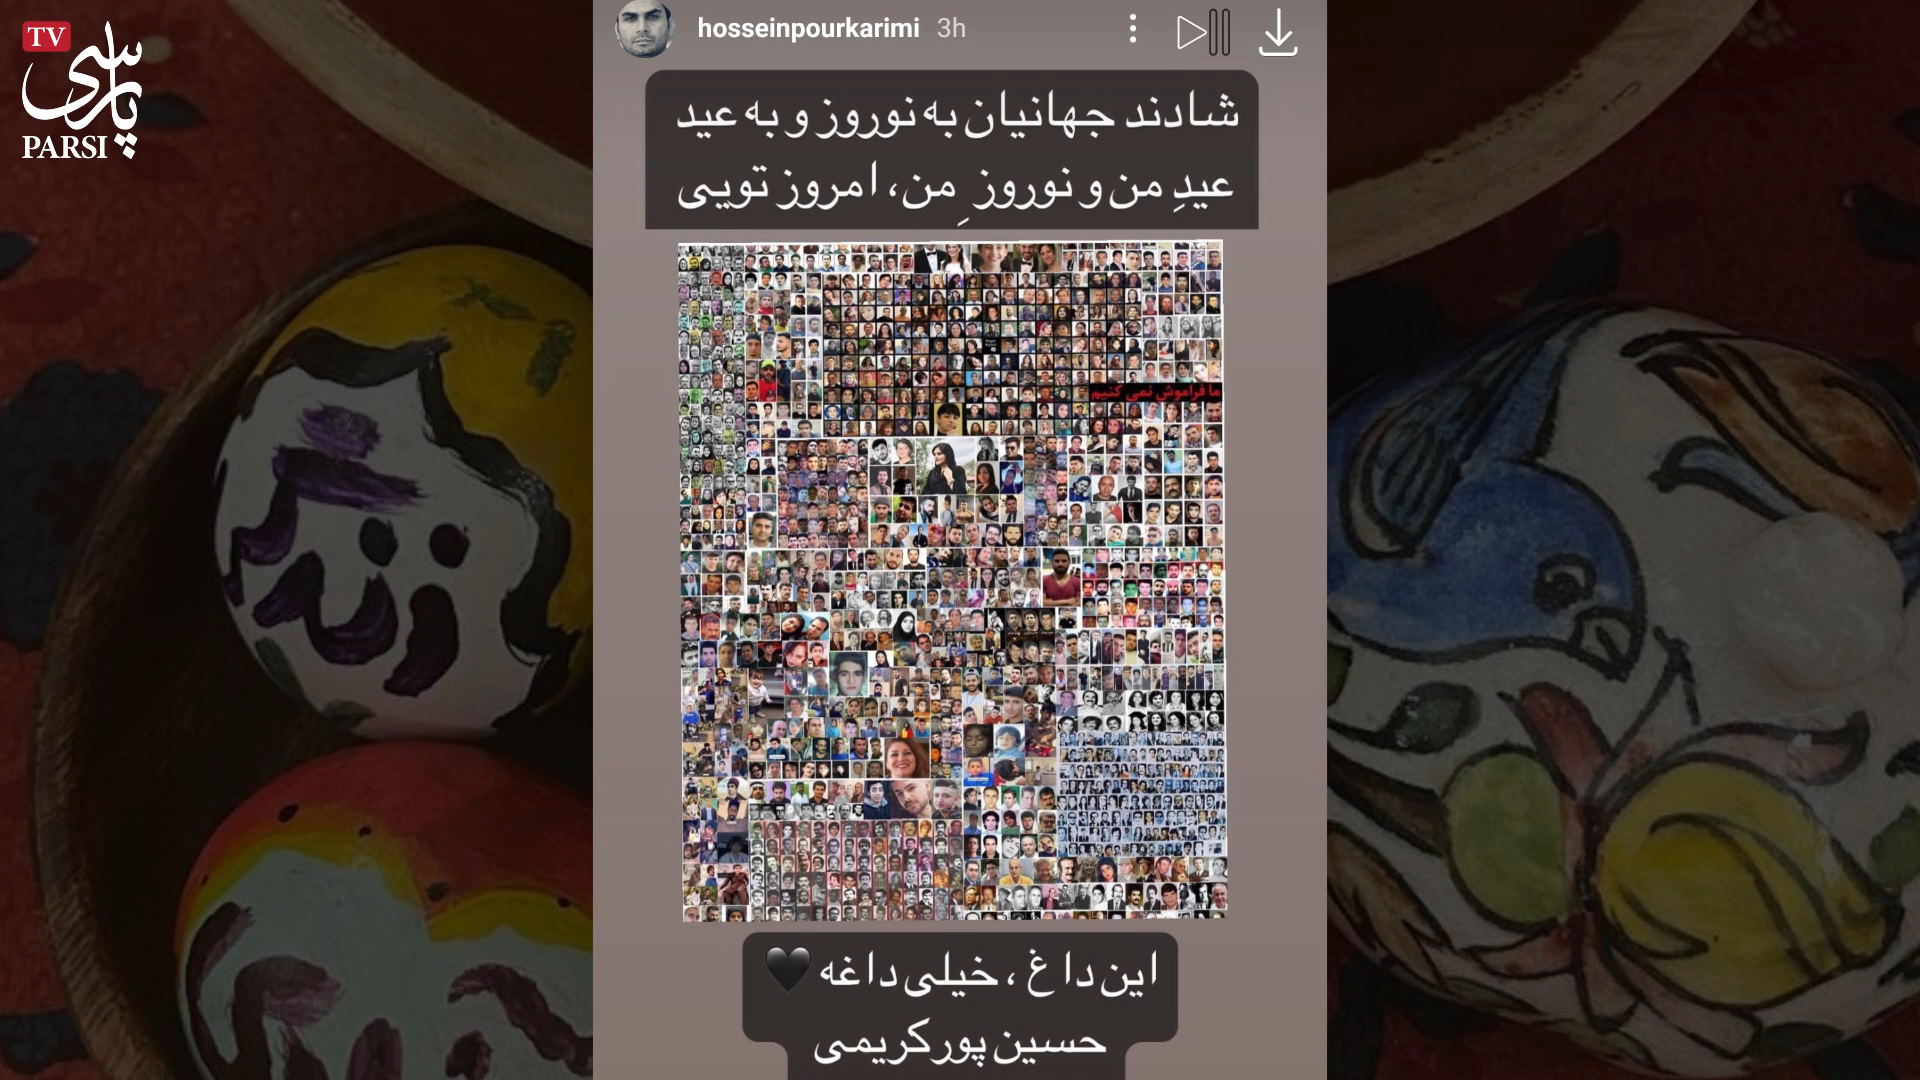 TV
پارسی
PARSI
hosseinpourkarimi 3h
شادند جهانیان به نوروز و به عید
عیدِ من و نوروز ِمن، امروز تویی
ما فراموش نمی کنیم
این داغ ، خیلی داغه🖤
حسین پورکریمی